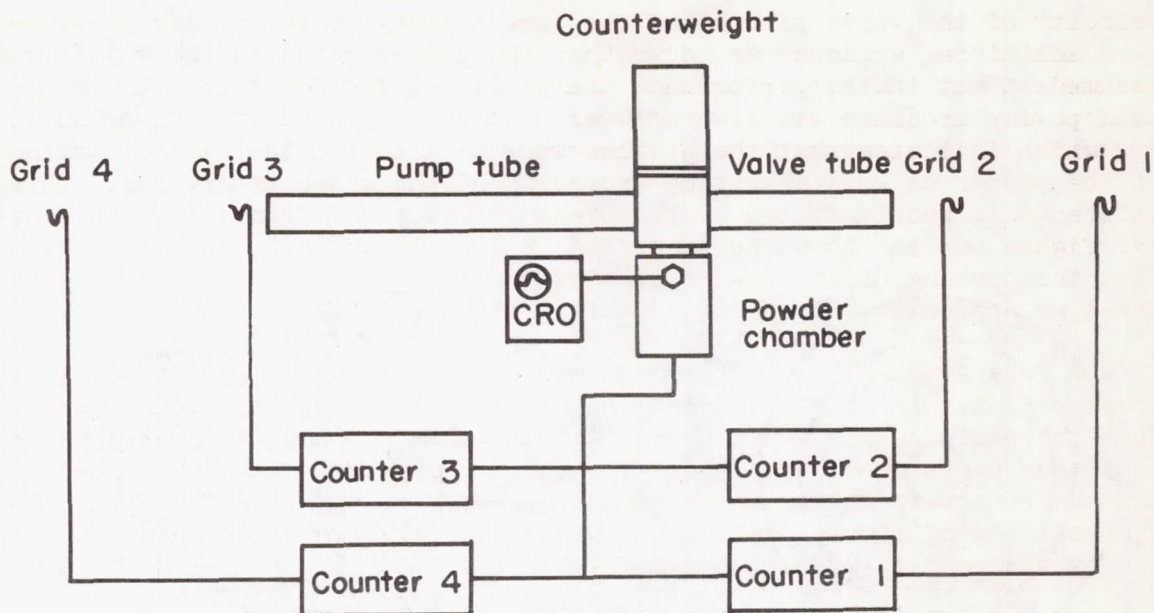 Counterweight
Grid 4 Grid 3 Pump tube Valve tube Grid 2 Grid 1
CRO
Powder
chamber
Counter 3 Counter 2
Counter 4 Counter 1